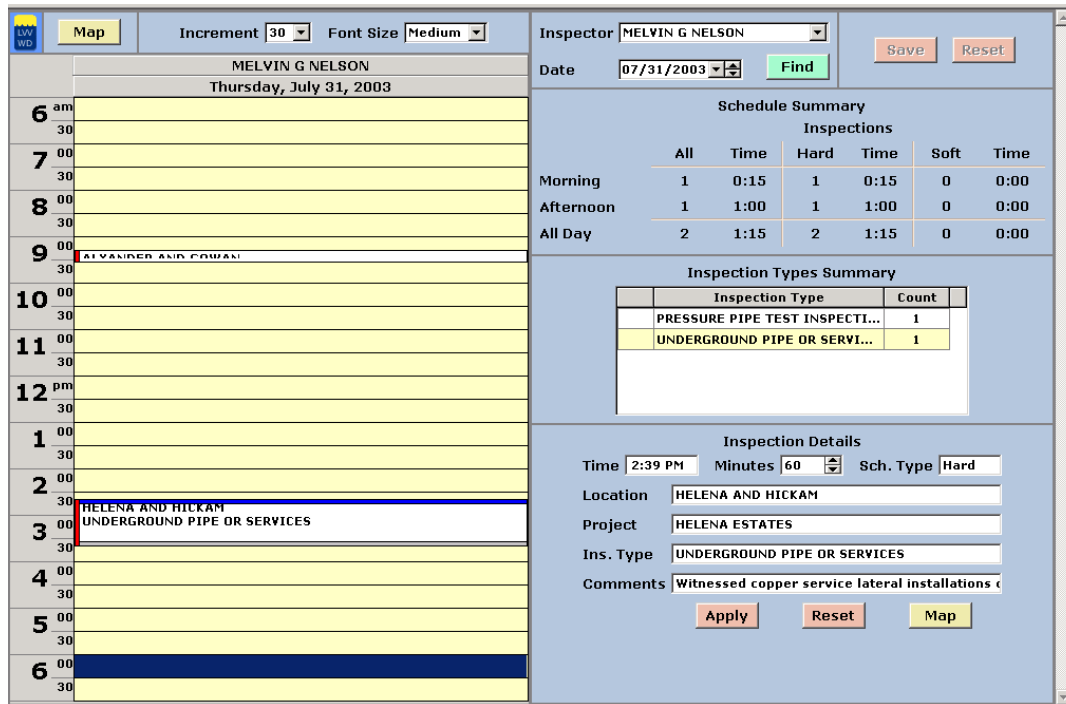 LVV
WD
Map
Increment 30
Font Size Medium
MELVIN G NELSON
Thursday, July 31, 2003
6 am
30
7 00
30
8 00
30
9 00
30
10 00
30
11 00
30
12 pm
30
1 00
30
2 00
30
3 00
30
4 00
30
5 00
30
6 00
30
ALYANDER AND COWAN
HELENA AND HICKAM
UNDERGROUND PIPE OR SERVICES
Inspector MELVIN G NELSON
Date 07/31/2003
Find
Save
Reset
Schedule Summary
Inspections
All Time Hard Time Soft Time
Morning 1 0:15 1 0:15 0 0:00
Afternoon 1 1:00 1 1:00 0 0:00
All Day 2 1:15 2 1:15 0 0:00
Inspection Types Summary
Inspection Type Count
PRESSURE PIPE TEST INSPECTI... 1
UNDERGROUND PIPE OR SERVI... 1
Inspection Details
Time 2:39 PM Minutes 60 Sch. Type Hard
Location HELENA AND HICKAM
Project HELENA ESTATES
Ins. Type UNDERGROUND PIPE OR SERVICES
Comments Witnessed copper service lateral installations
Apply Reset Map